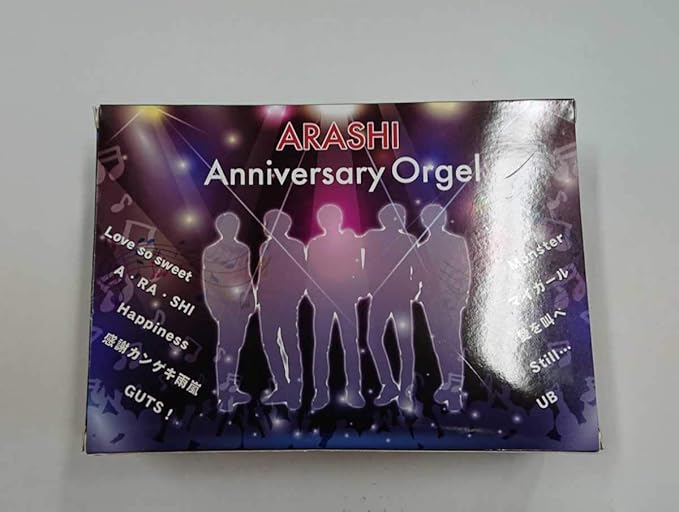 ARASHI
Anniversary Orgel
Love so sweet
A・RA・SHI
Happiness
感謝カンゲキ雨嵐
GUTS！
Monster
マイガール
愛を叫べ
Still...
UB